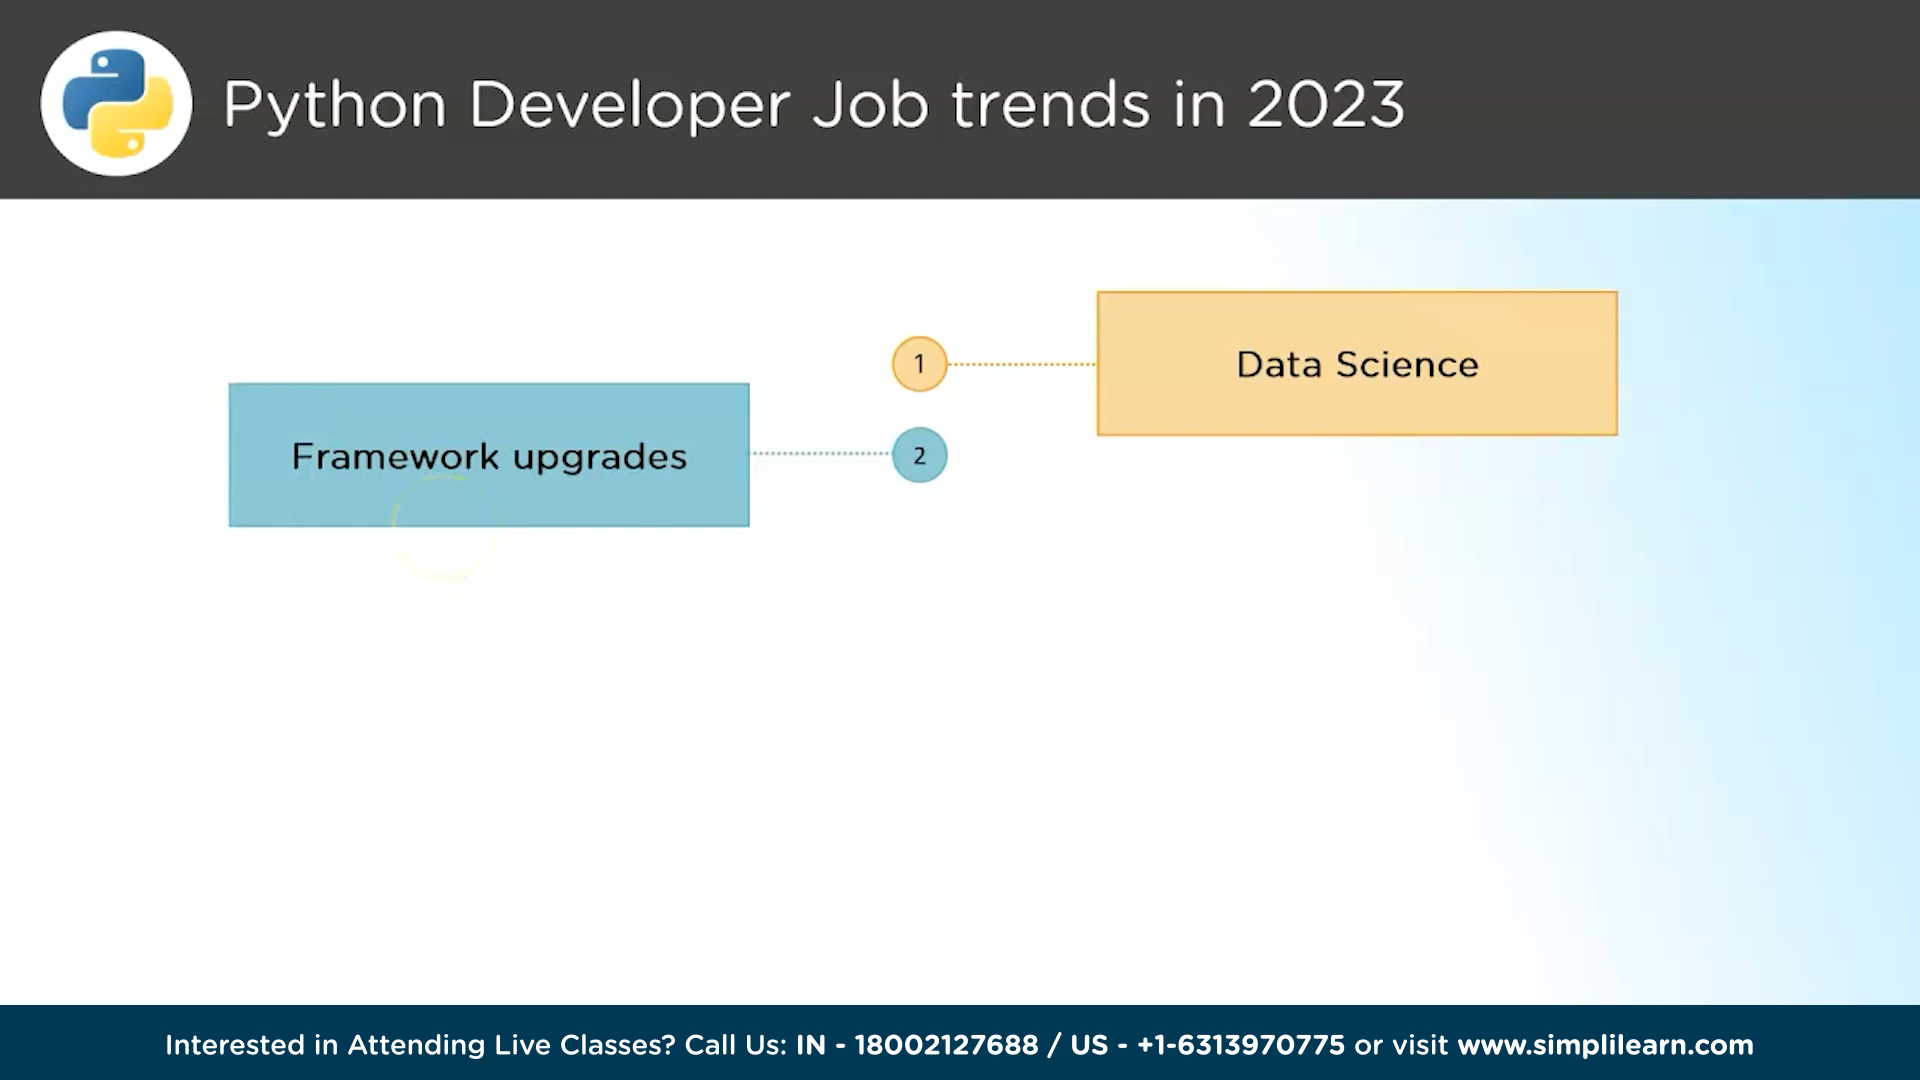 Python Developer Job trends in 2023
1
Data Science
Framework upgrades
2
Interested in Attending Live Classes? Call Us: IN - 18002127688 / US - +1-6313970775 or visit www.simplilearn.com